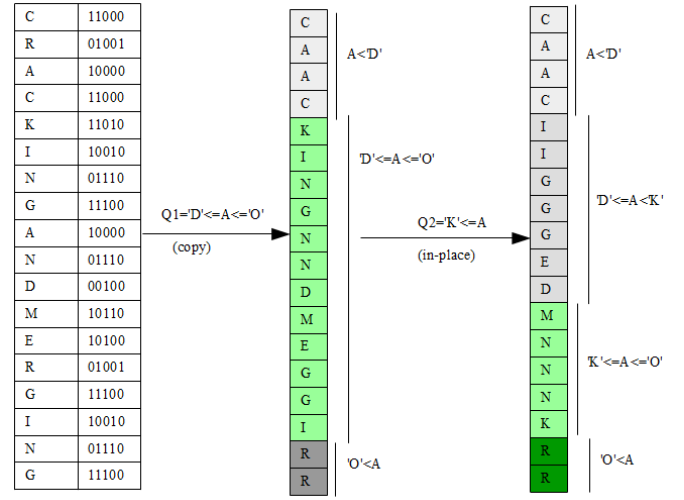 C 11000
R 01001
A 10000
C 11000
K 11010
I 10010
N 01110
G 11100
A 10000
N 01110
D 00100
M 10110
E 10100
R 01001
G 11100
I 10010
N 01110
G 11100
Q1='D'<=A<='O'
(copy)
C
A
A
C
K
I
N
G
N
N
D
M
E
G
G
I
R
R
A<'D'
'D'<=A<='O'
'O'<A
Q2='K'<=A
(in-place)
C
A
A
C
I
I
G
G
G
E
D
M
N
N
N
K
R
R
A<'D'
'D'<=A<'K'
'K'<=A<='O'
'O'<A